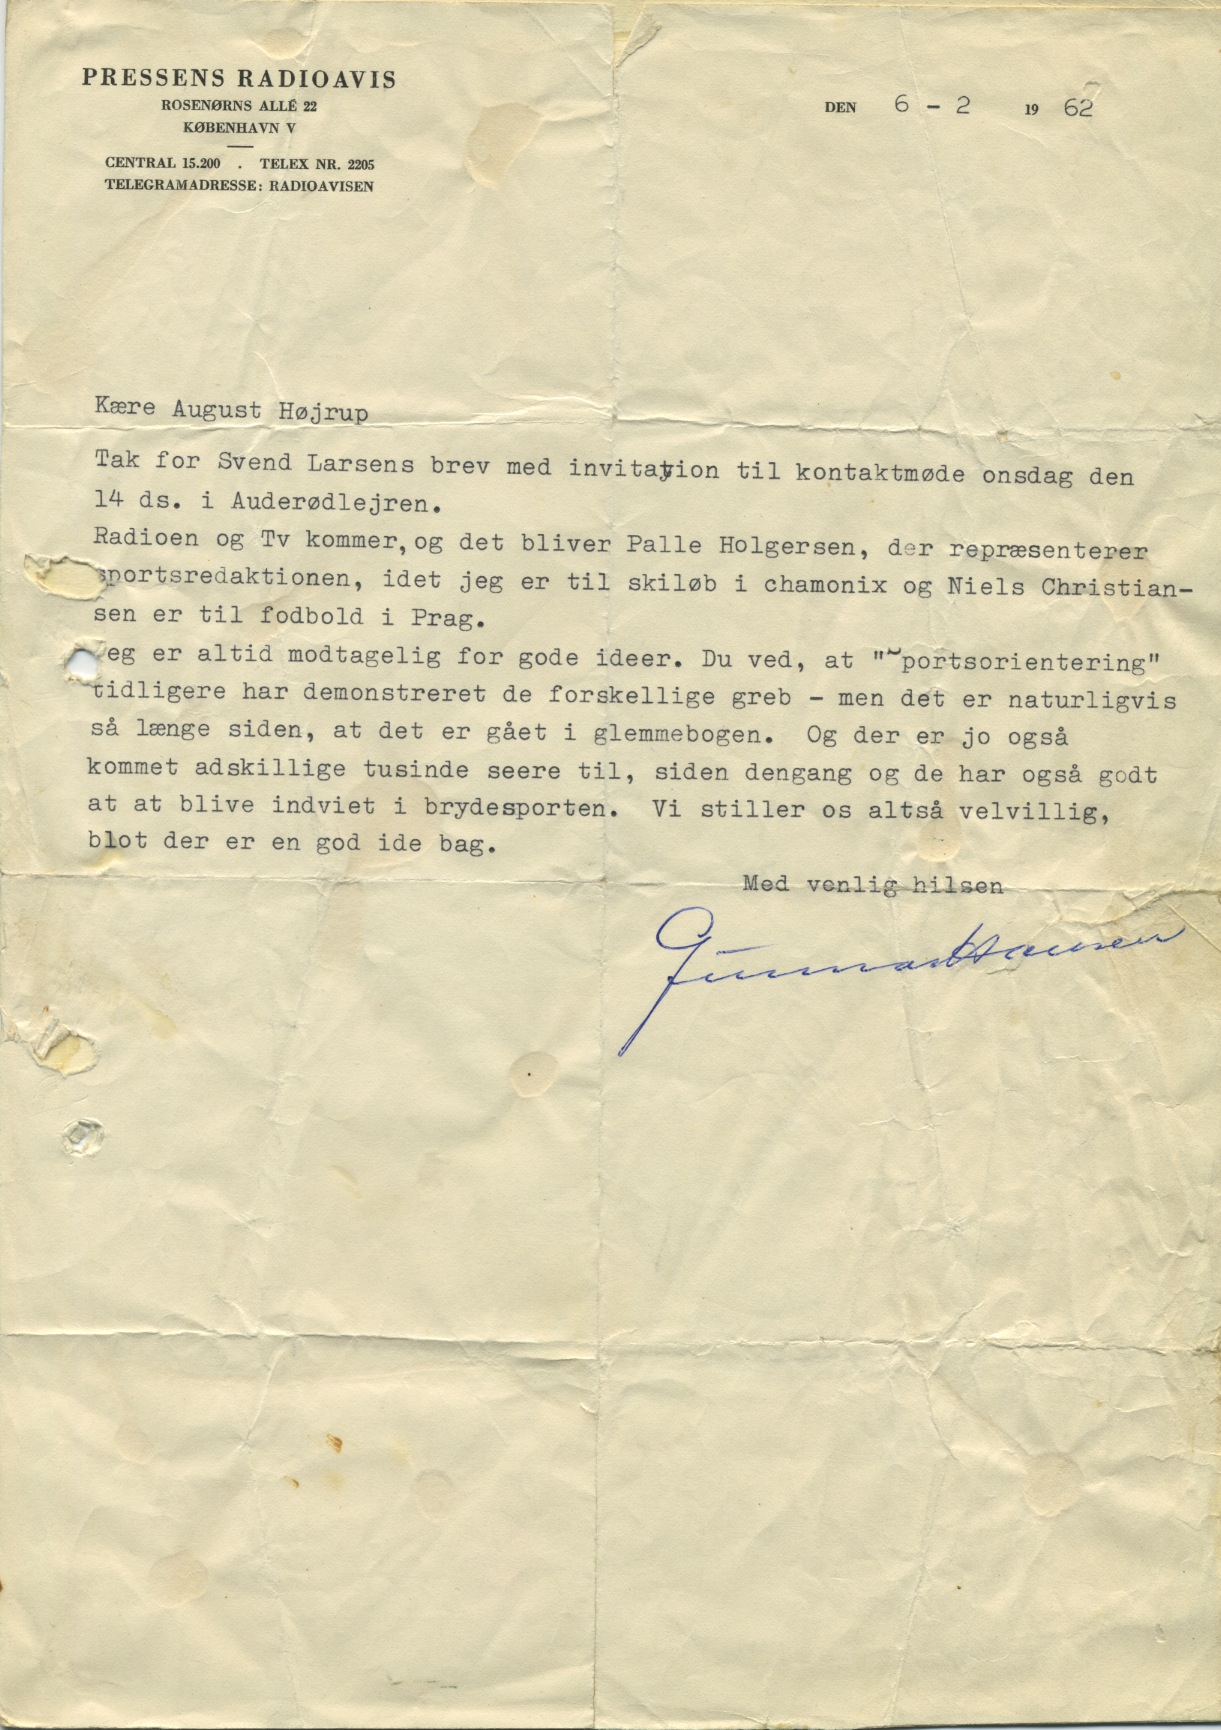 PRESSENS RADIOAVIS
ROSENØRNS ALLÉ 22
KØBENHAVN V
CENTRAL 15.200 . TELEX NR. 2205
TELEGRAMADRESSE: RADIOAVISEN
DEN 6 - 2 19 62
Kære August Højrup
Tak for Svend Larsens brev med invitation til kontaktmøde onsdag den
14 ds. i Auderødlejren.
Radioen og Tv kommer, og det bliver Palle Holgersen, der repræsenterer
sportsredaktionen, idet jeg er til skiløb i chamonix og Niels Christian-
sen er til fodbold i Prag.
Jeg er altid modtagelig for gode ideer. Du ved, at "Sportsorientering"
tidligere har demonstreret de forskellige greb - men det er naturligvis
så længe siden, at det er gået i glemmebogen. Og der er jo også
kommet adskillige tusinde seere til, siden dengang og de har også godt
at at blive indviet i brydesporten. Vi stiller os altså velvillig,
blot der er en god ide bag.
Med venlig hilsen
Gunnar Hansen